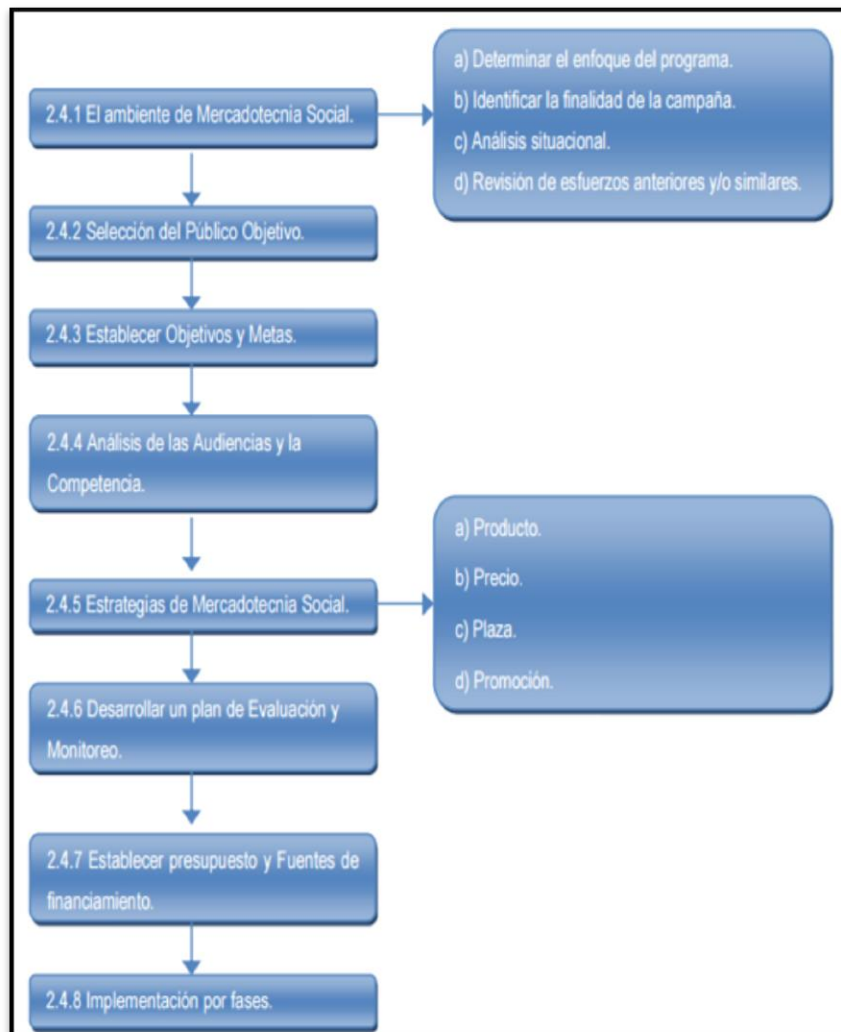 2.4.1 El ambiente de Mercadotecnia Social.
a) Determinar el enfoque del programa.
b) Identificar la finalidad de la campaña.
c) Análisis situacional.
d) Revisión de esfuerzos anteriores y/o similares.
2.4.2 Selección del Público Objetivo.
2.4.3 Establecer Objetivos y Metas.
2.4.4 Análisis de las Audiencias y la
Competencia.
2.4.5 Estrategias de Mercadotecnia Social.
a) Producto.
b) Precio.
c) Plaza.
d) Promoción.
2.4.6 Desarrollar un plan de Evaluación y
Monitoreo.
2.4.7 Establecer presupuesto y Fuentes de
financiamiento.
2.4.8 Implementación por fases.